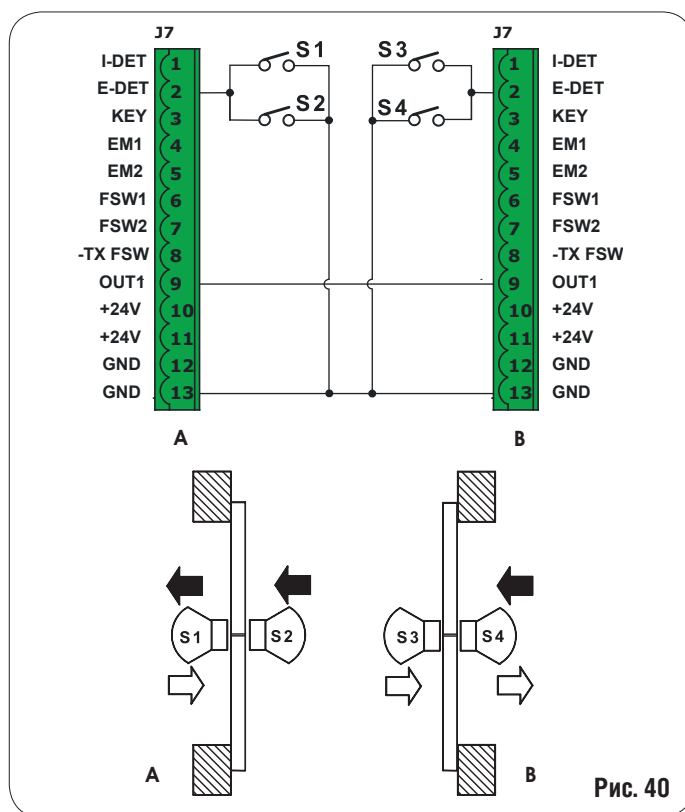 J7 J7
I-DET 1 S1 S3 1 I-DET
E-DET 2 2 E-DET
KEY 3 S2 S4 3 KEY
EM1 4 4 EM1
EM2 5 5 EM2
FSW1 6 6 FSW1
FSW2 7 7 FSW2
-TX FSW 8 8 -TX FSW
OUT1 9 9 OUT1
+24V 10 10 +24V
+24V 11 11 +24V
GND 12 12 GND
GND 13 13 GND
A B
S1 S2 S3 S4
A B
Рис. 40